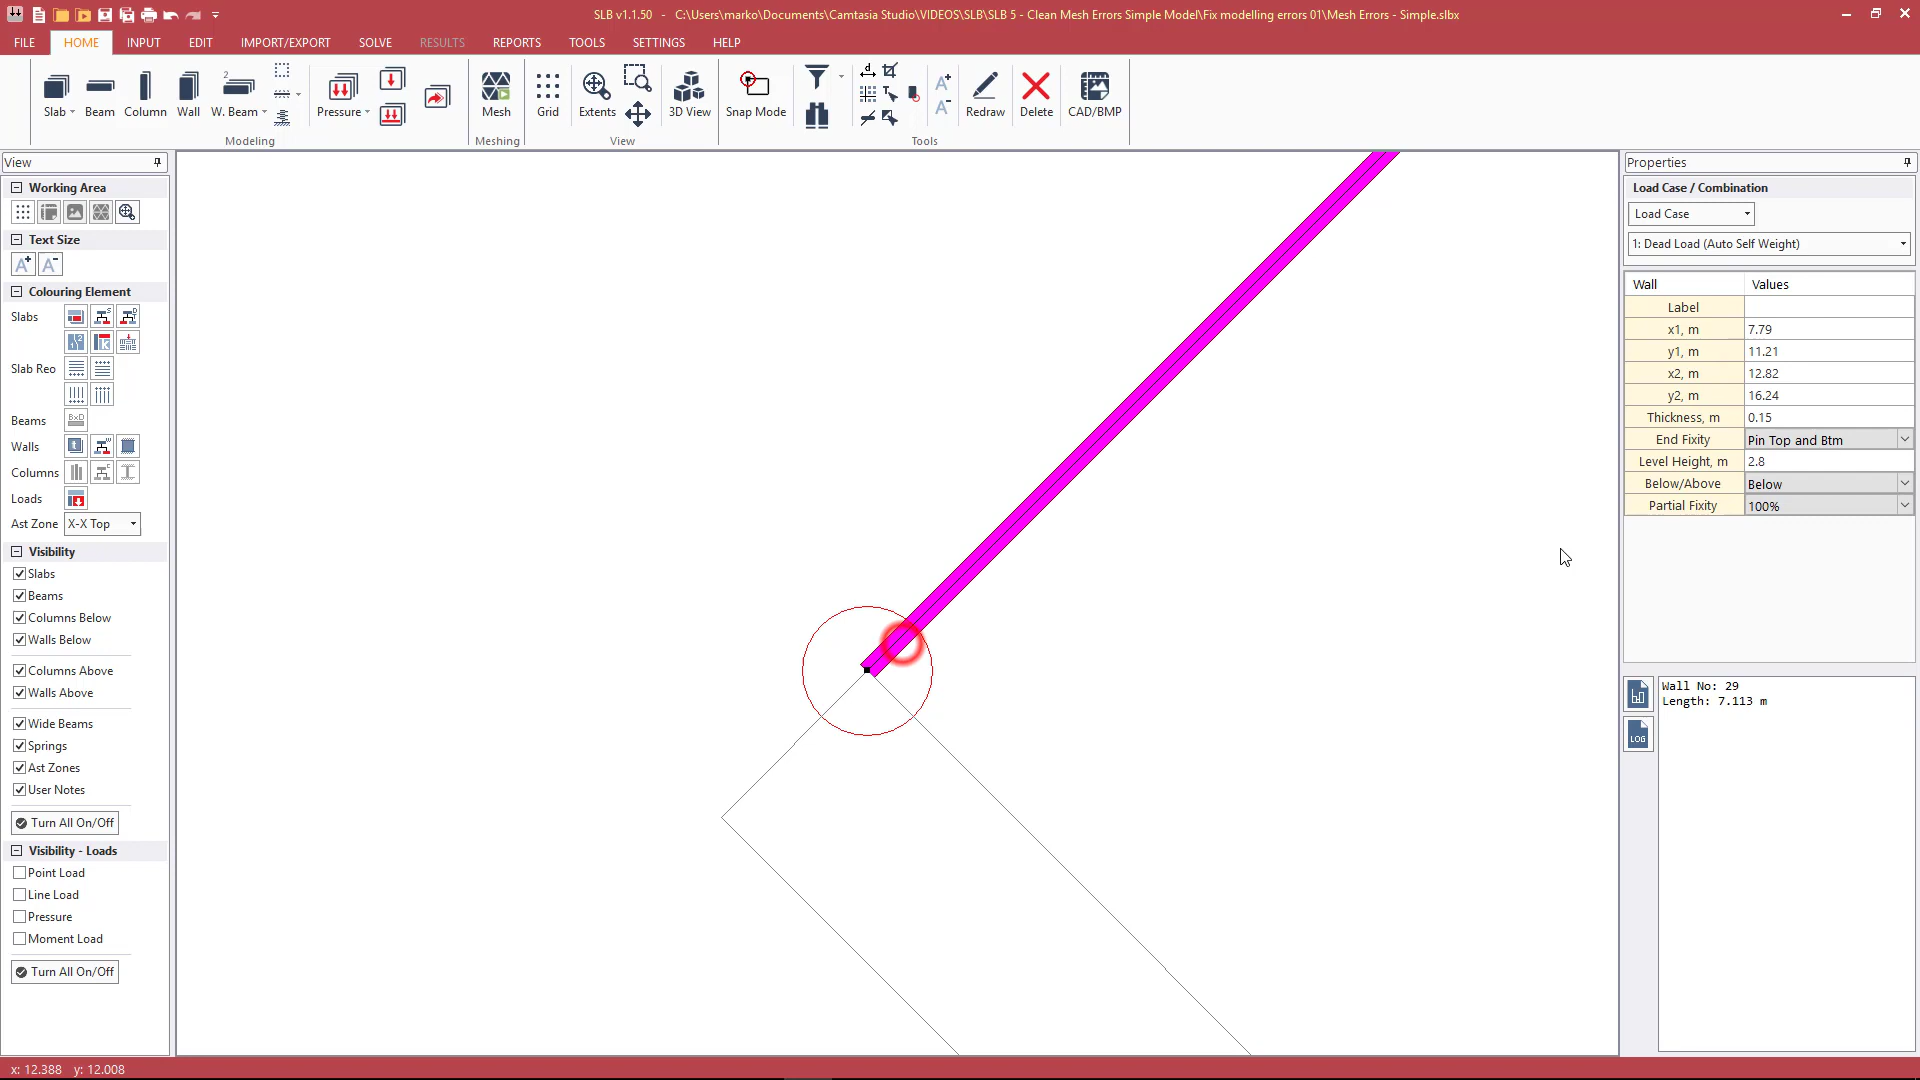 SLB v1.1.50 - C:\Users\marko\Documents\Camtasia Studio\VIDEOS\SLB\SLB 5 - Clean Mesh Errors Simple Model\Fix modelling errors 01\Mesh Errors - Simple.slbx
FILE HOME INPUT EDIT IMPORT/EXPORT SOLVE RESULTS REPORTS TOOLS SETTINGS HELP
Slab Beam Column Wall 2 W. Beam Pressure Mesh Grid Extents 3D View Snap Mode d A+ A- Redraw Delete CAD/BMP
Modeling Meshing View Tools
View
Working Area
Text Size
A+ A-
Colouring Element
Slabs
Slab Reo
Beams BxD
Walls t
Columns
Loads
Ast Zone X-X Top
Visibility
Slabs
Beams
Columns Below
Walls Below
Columns Above
Walls Above
Wide Beams
Springs
Ast Zones
User Notes
Turn All On/Off
Visibility - Loads
Point Load
Line Load
Pressure
Moment Load
Turn All On/Off
Properties
Load Case / Combination
Load Case
1: Dead Load (Auto Self Weight)
Wall Values
Label
x1, m 7.79
y1, m 11.21
x2, m 12.82
y2, m 16.24
Thickness, m 0.15
End Fixity Pin Top and Btm
Level Height, m 2.8
Below/Above Below
Partial Fixity 100%
Wall No: 29
Length: 7.113 m
LOG
x: 12.388 y: 12.008